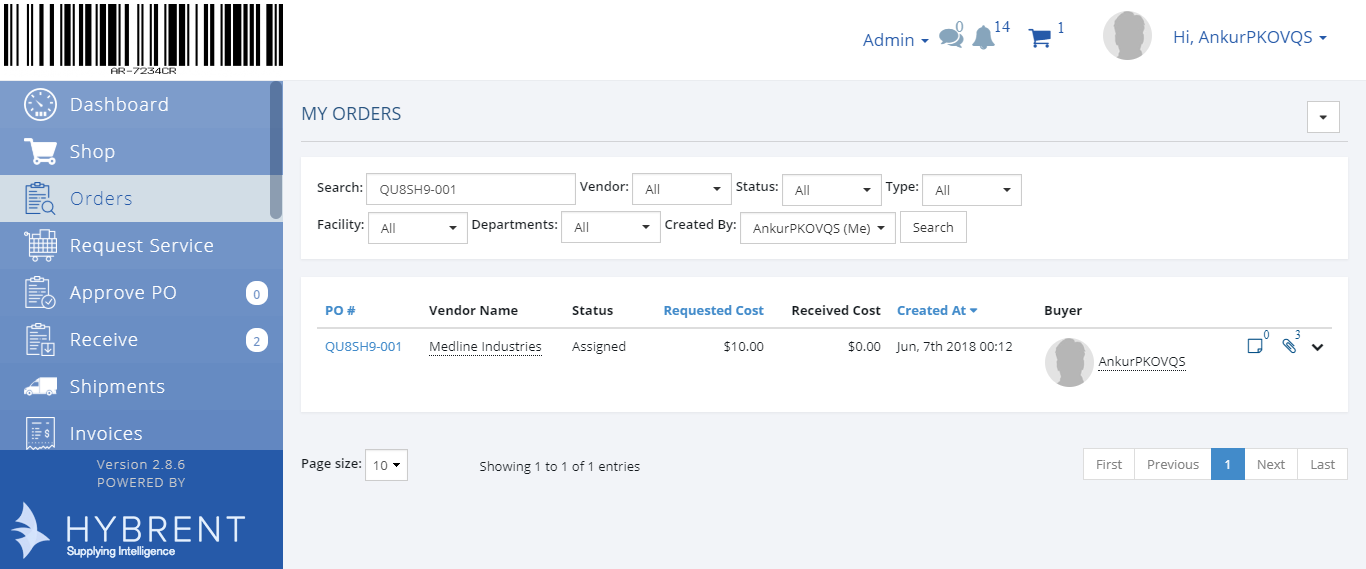 AR-7234CR
Admin 0 14 1 Hi, AnkurPKOVQS
Dashboard
Shop
Orders
Request Service
Approve PO 0
Receive 2
Shipments
Invoices
Version 2.8.6
POWERED BY
HYBRENT
Supplying Intelligence
MY ORDERS
Search: QU8SH9-001 Vendor: All Status: All Type: All
Facility: All Departments: All Created By: AnkurPKOVQS (Me) Search
PO # Vendor Name Status Requested Cost Received Cost Created At Buyer
QU8SH9-001 Medline Industries Assigned $10.00 $0.00 Jun, 7th 2018 00:12 AnkurPKOVQS 0 3
Page size: 10 Showing 1 to 1 of 1 entries First Previous 1 Next Last